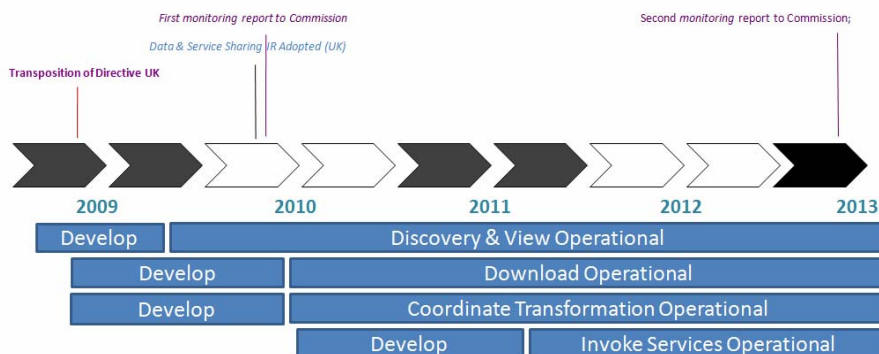 First monitoring report to Commission
Second monitoring report to Commission;
Data & Service Sharing IR Adopted (UK)
Transposition of Directive UK
2009
2010
2011
2012
2013
Develop
Discovery & View Operational
Develop
Download Operational
Develop
Coordinate Transformation Operational
Develop
Invoke Services Operational